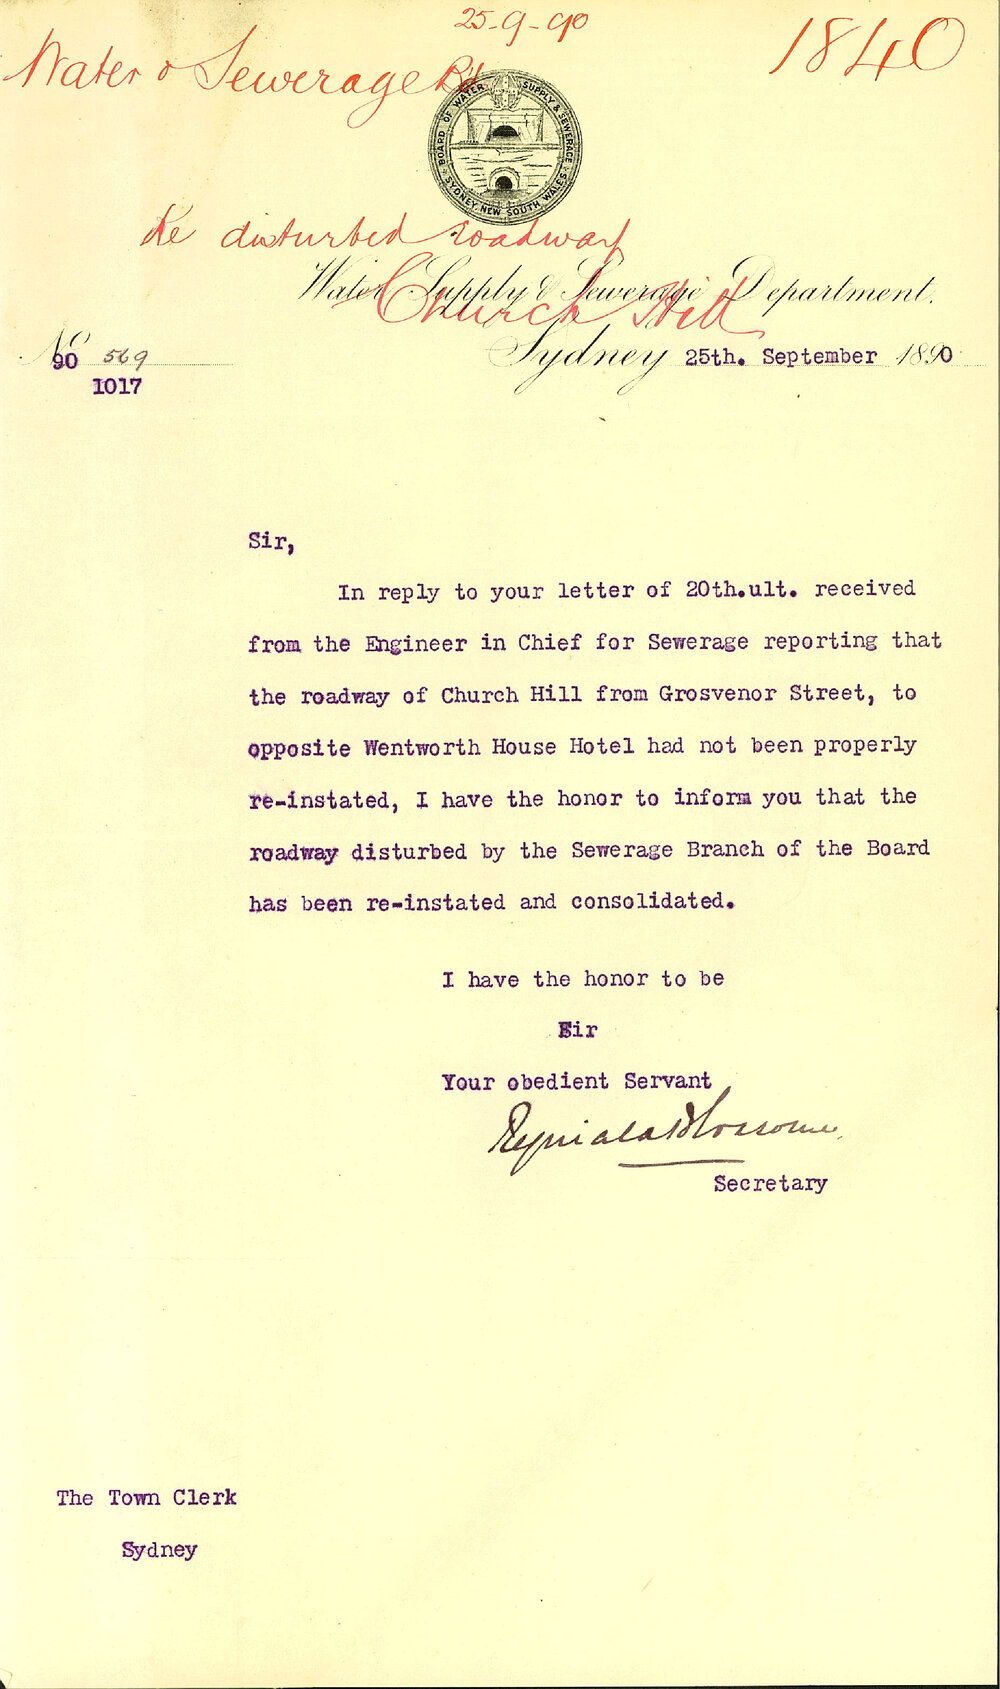 25-9-90
1840
Water & Sewerage Bd
BOARD OF WATER SUPPLY & SEWERAGE
SYDNEY NEW SOUTH WALES
Re disturbed roadway
Church Hill
Water Supply & Sewerage Department.
Sydney 25th. September 1890
No 90 569
1017
Sir,
In reply to your letter of 20th.ult. received
from the Engineer in Chief for Sewerage reporting that
the roadway of Church Hill from Grosvenor Street, to
opposite Wentworth House Hotel had not been properly
re-instated, I have the honor to inform you that the
roadway disturbed by the Sewerage Branch of the Board
has been re-instated and consolidated.
I have the honor to be
Sir
Your obedient Servant
Secretary
The Town Clerk
Sydney